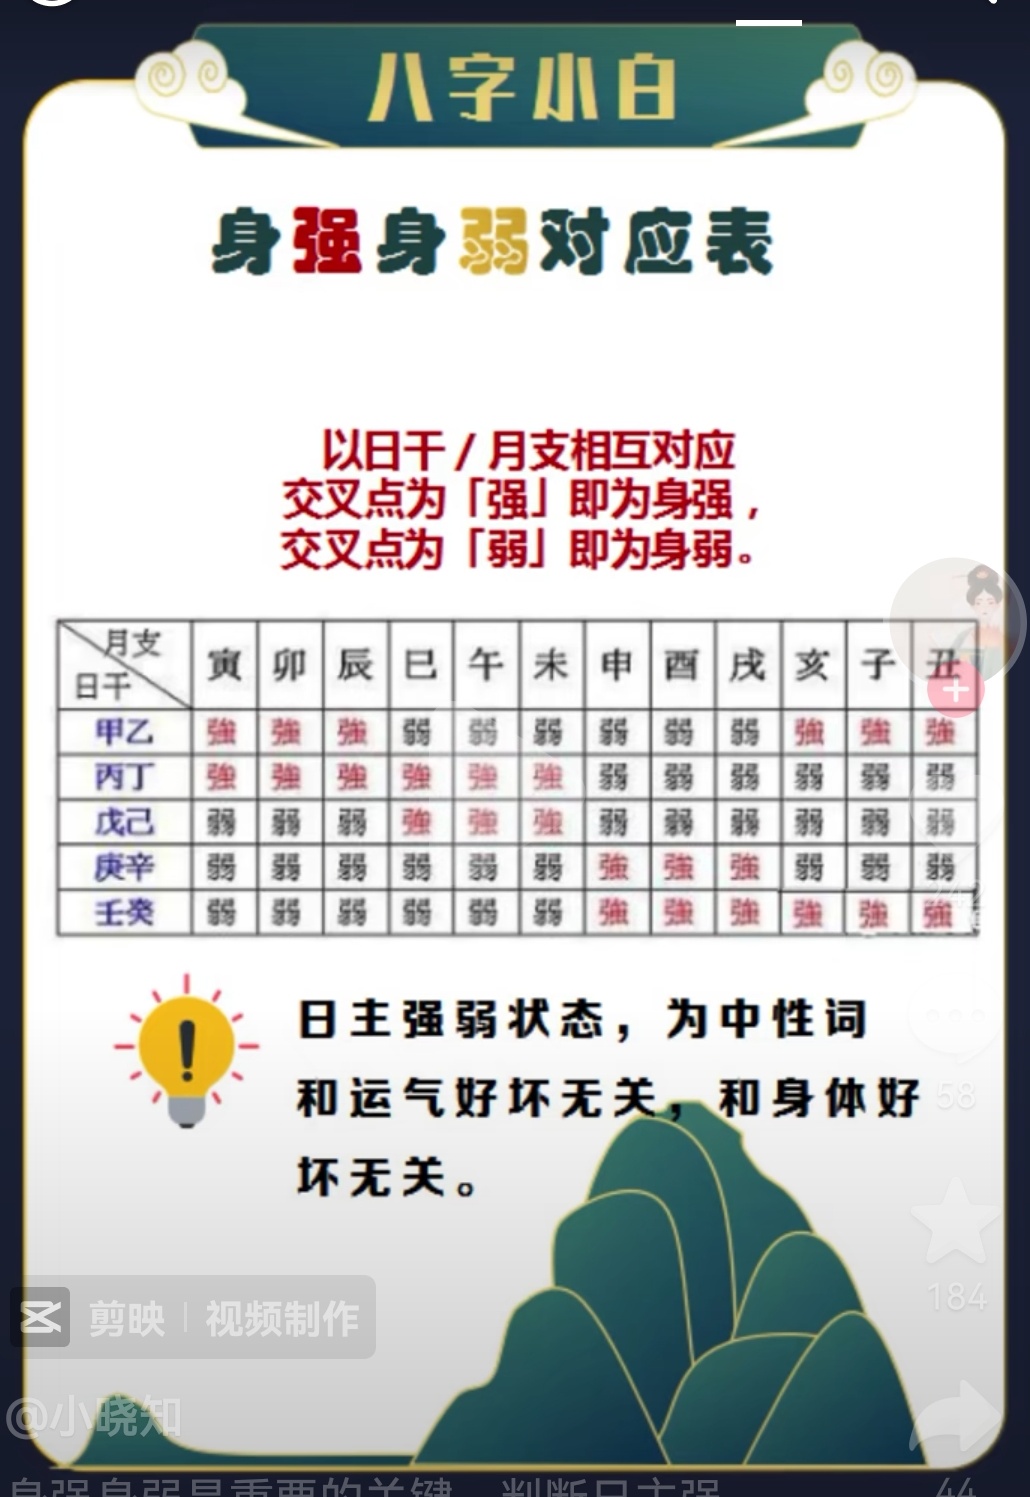 八字小白
身强身弱对应表
以日干/月支相互对应
交叉点为「强」即为身强，
交叉点为「弱」即为身弱。
月支 日干 寅 卯 辰 巳 午 未 申 酉 戌 亥 子 丑
甲乙 強 強 強 弱 弱 弱 弱 弱 弱 強 強 強
丙丁 強 強 強 強 強 強 弱 弱 弱 弱 弱 弱
戊己 弱 弱 弱 強 強 強 弱 弱 弱 弱 弱 弱
庚辛 弱 弱 弱 弱 弱 弱 強 強 強 弱 弱 弱
壬癸 弱 弱 弱 弱 弱 弱 強 強 強 強 強 強
日主强弱状态，为中性词
和运气好坏无关，和身体好
坏无关。
58
184
剪映 | 视频制作
@小晓知
身强身弱是重要的关键，判断日主强
44